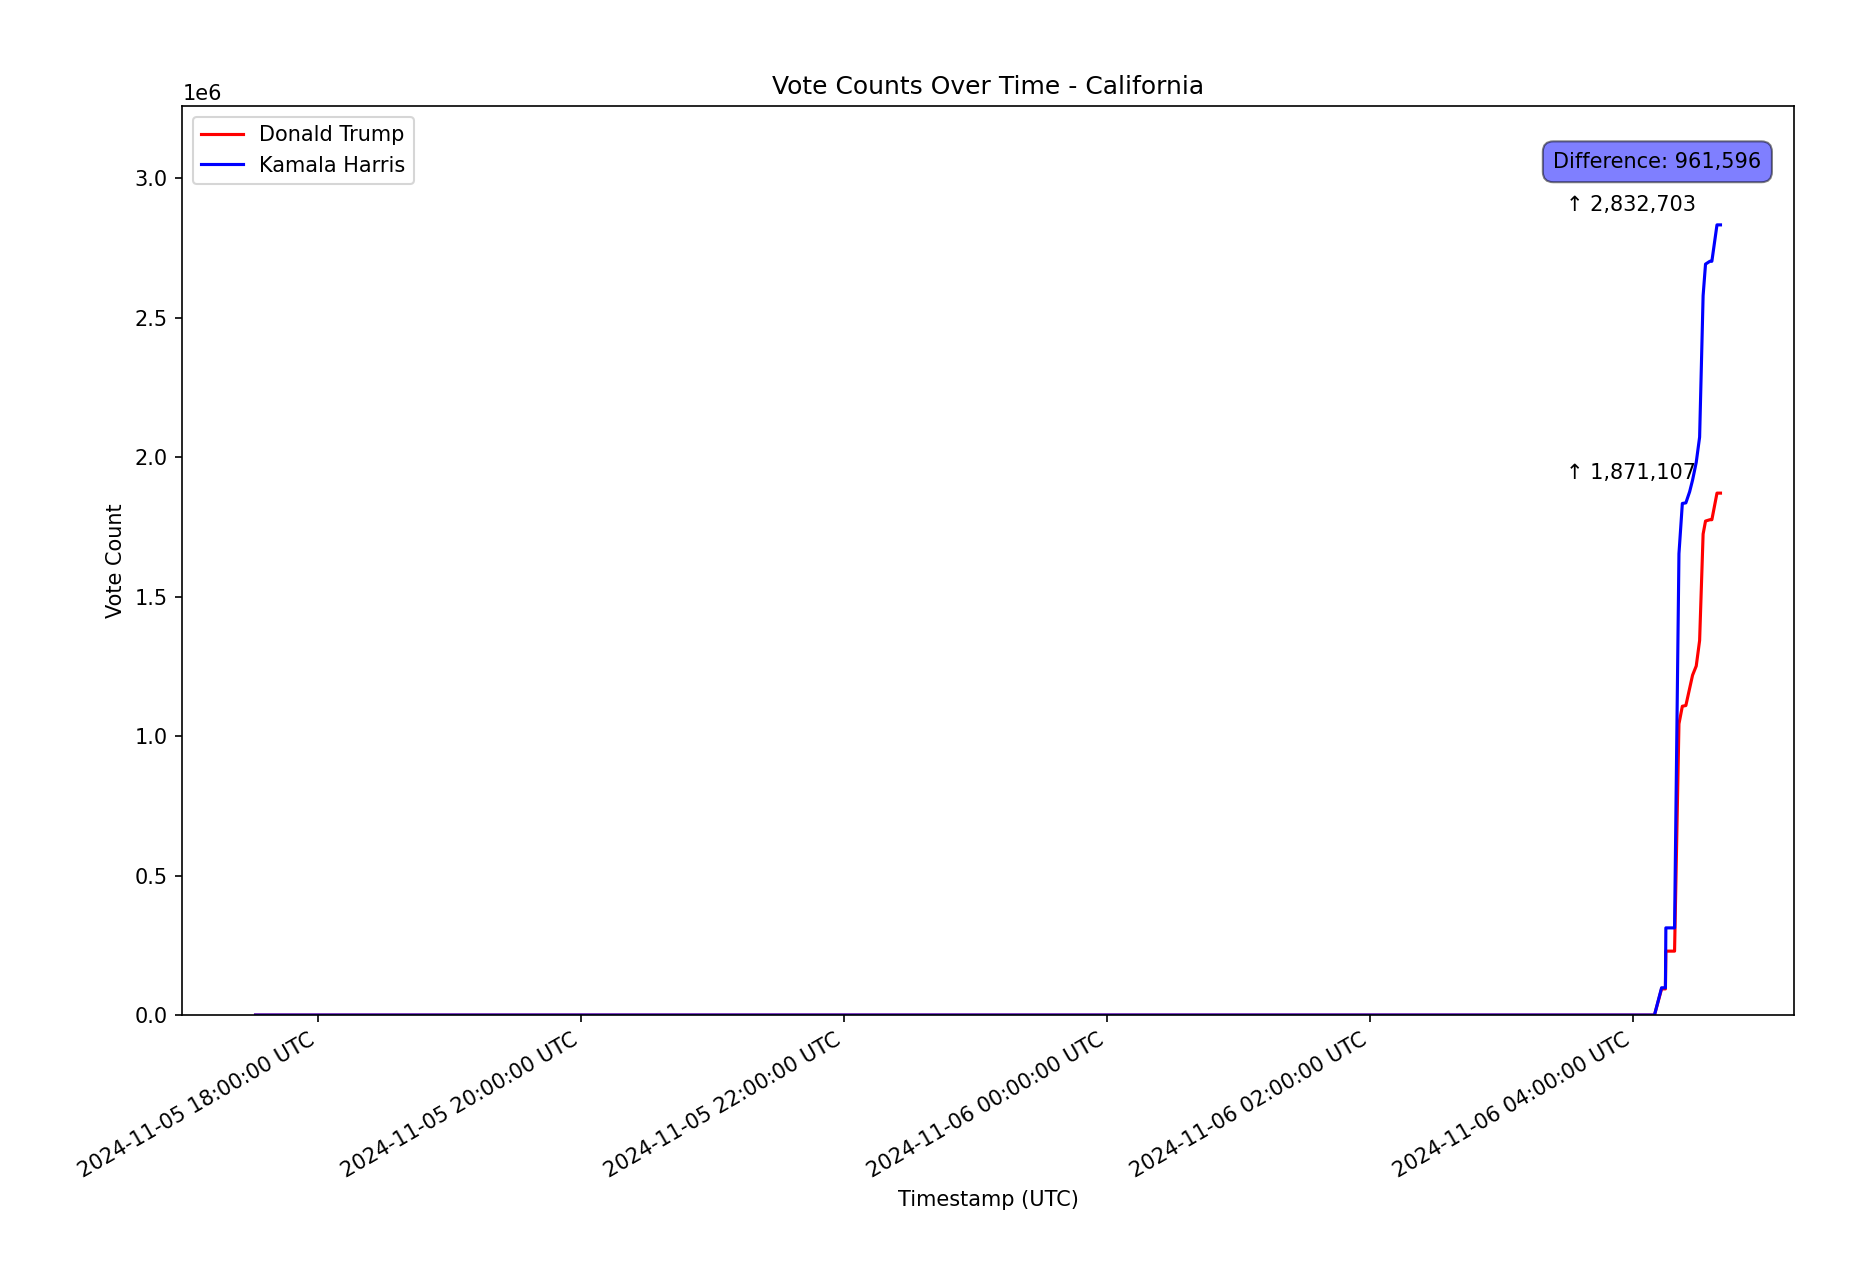 Vote Counts Over Time - California
1e6
Donald Trump
Kamala Harris
Difference: 961,596
↑ 2,832,703
↑ 1,871,107
3.0
2.5
2.0
1.5
1.0
0.5
0.0
Vote Count
2024-11-05 18:00:00 UTC
2024-11-05 20:00:00 UTC
2024-11-05 22:00:00 UTC
2024-11-06 00:00:00 UTC
2024-11-06 02:00:00 UTC
2024-11-06 04:00:00 UTC
Timestamp (UTC)